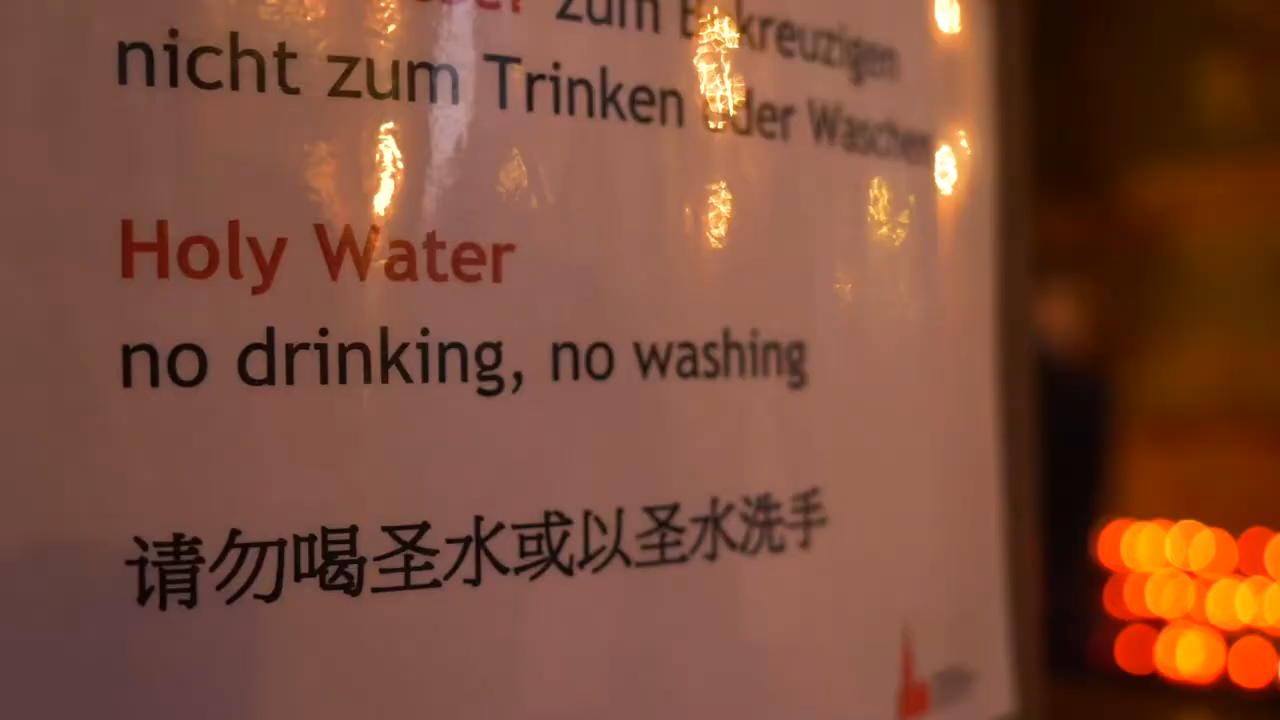 zum Bekreuzigen
nicht zum Trinken oder Waschen
Holy Water
no drinking, no washing
请勿喝圣水或以圣水洗手